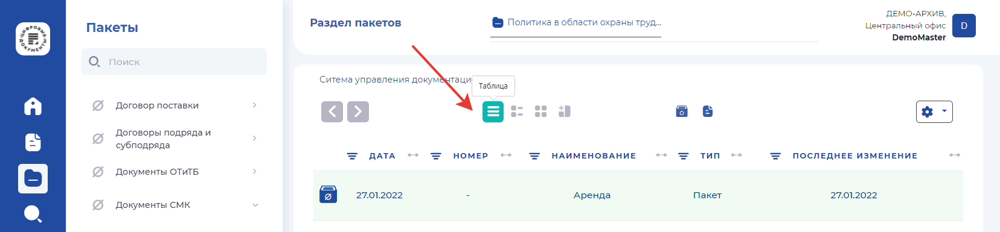 ЦИФРОВЫЕ ДОКУМЕНТЫ
Пакеты
Поиск
Договор поставки
Договоры подряда и
субподряда
Документы ОТиТБ
Документы СМК
Раздел пакетов
Политика в области охраны труд...
ДЕМО-АРХИВ,
Центральный офис
DemoMaster
D
Ситема управления документаци
Таблица
ДАТА НОМЕР НАИМЕНОВАНИЕ ТИП ПОСЛЕДНЕЕ ИЗМЕНЕНИЕ
27.01.2022 - Аренда Пакет 27.01.2022